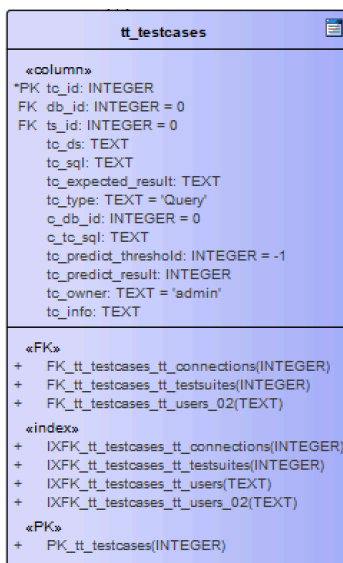 tt_testcases
«column»
*PK tc_id: INTEGER
FK db_id: INTEGER = 0
FK ts_id: INTEGER = 0
tc_ds: TEXT
tc_sql: TEXT
tc_expected_result: TEXT
tc_type: TEXT = 'Query'
c_db_id: INTEGER = 0
c_tc_sql: TEXT
tc_predict_threshold: INTEGER = -1
tc_predict_result: INTEGER
tc_owner: TEXT = 'admin'
tc_info: TEXT
«FK»
+ FK_tt_testcases_tt_connections(INTEGER)
+ FK_tt_testcases_tt_testsuites(INTEGER)
+ FK_tt_testcases_tt_users_02(TEXT)
«index»
+ IXFK_tt_testcases_tt_connections(INTEGER)
+ IXFK_tt_testcases_tt_testsuites(INTEGER)
+ IXFK_tt_testcases_tt_users(TEXT)
+ IXFK_tt_testcases_tt_users_02(TEXT)
«PK»
+ PK_tt_testcases(INTEGER)